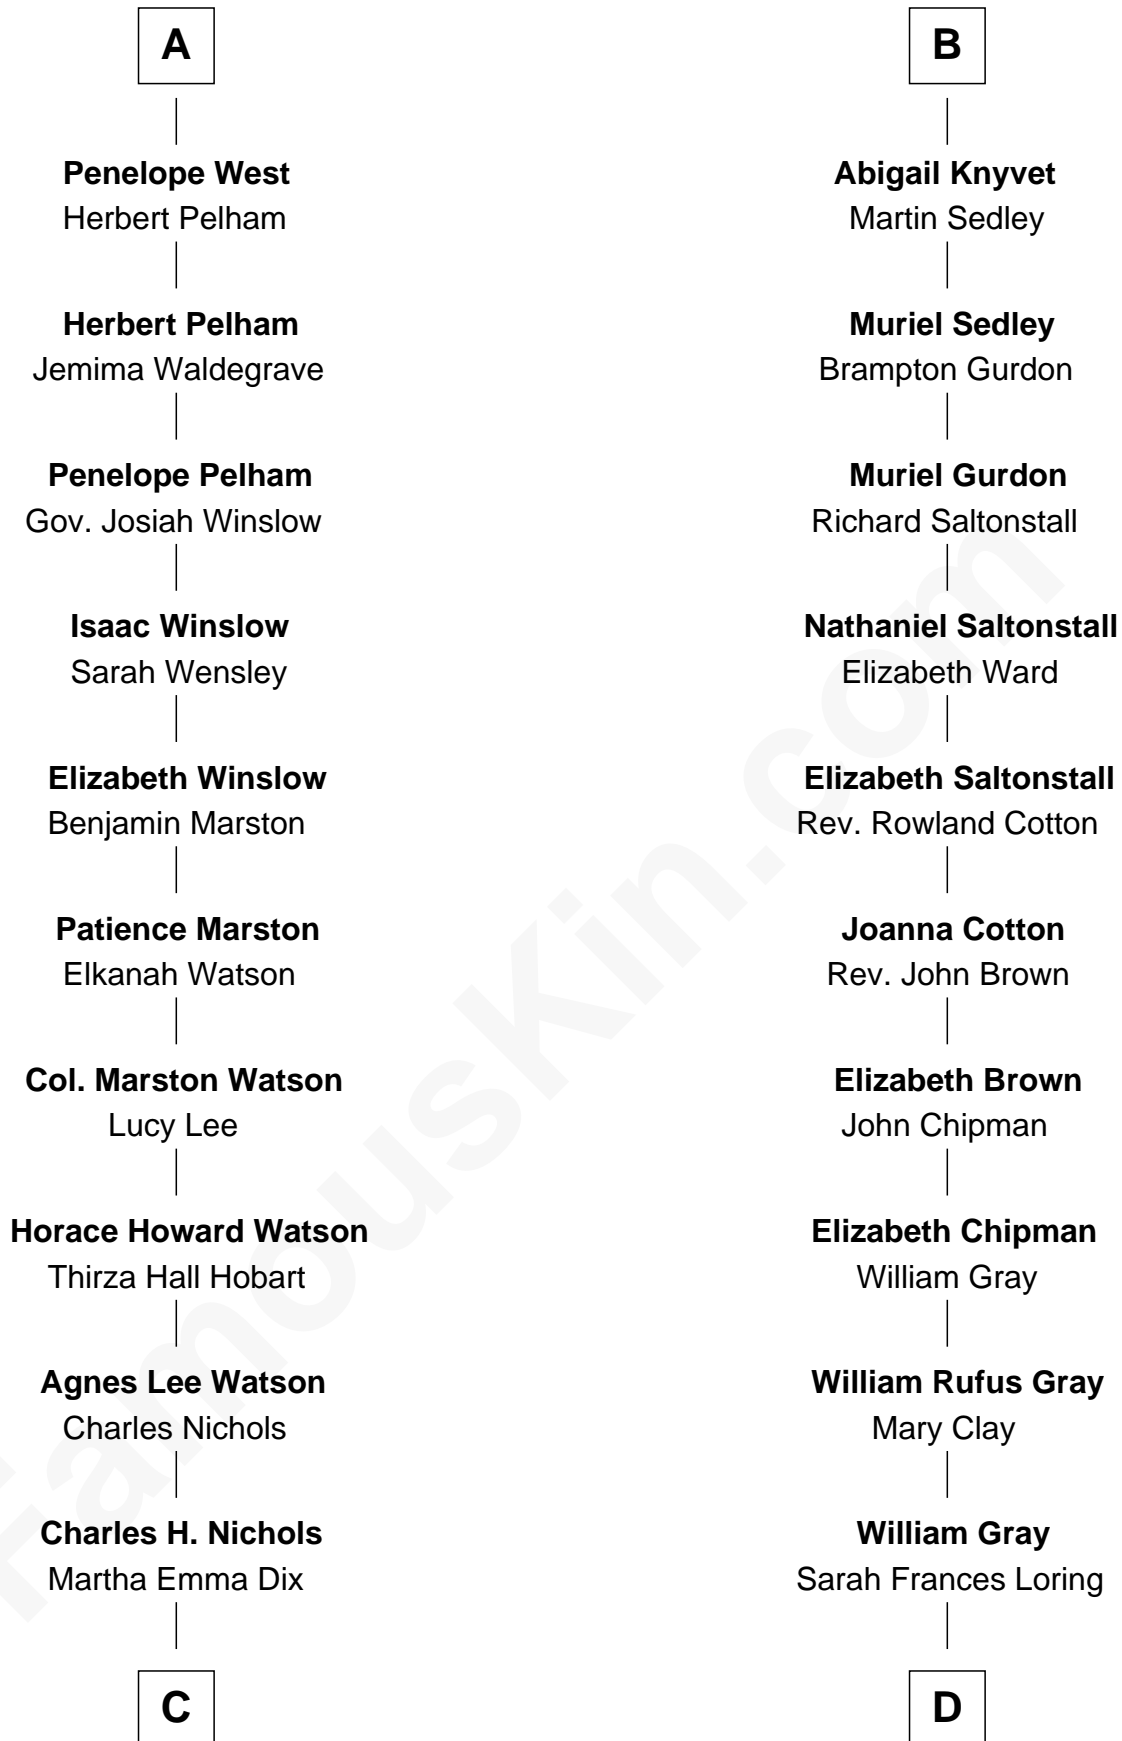 A
Penelope West
Herbert Pelham
Herbert Pelham
Jemima Waldegrave
Penelope Pelham
Gov. Josiah Winslow
Isaac Winslow
Sarah Wensley
Elizabeth Winslow
Benjamin Marston
Patience Marston
Elkanah Watson
Col. Marston Watson
Lucy Lee
Horace Howard Watson
Thirza Hall Hobart
Agnes Lee Watson
Charles Nichols
Charles H. Nichols
Martha Emma Dix
C
B
Abigail Knyvet
Martin Sedley
Muriel Sedley
Brampton Gurdon
Muriel Gurdon
Richard Saltonstall
Nathaniel Saltonstall
Elizabeth Ward
Elizabeth Saltonstall
Rev. Rowland Cotton
Joanna Cotton
Rev. John Brown
Elizabeth Brown
John Chipman
Elizabeth Chipman
William Gray
William Rufus Gray
Mary Clay
William Gray
Sarah Frances Loring
D
FamousKin.com